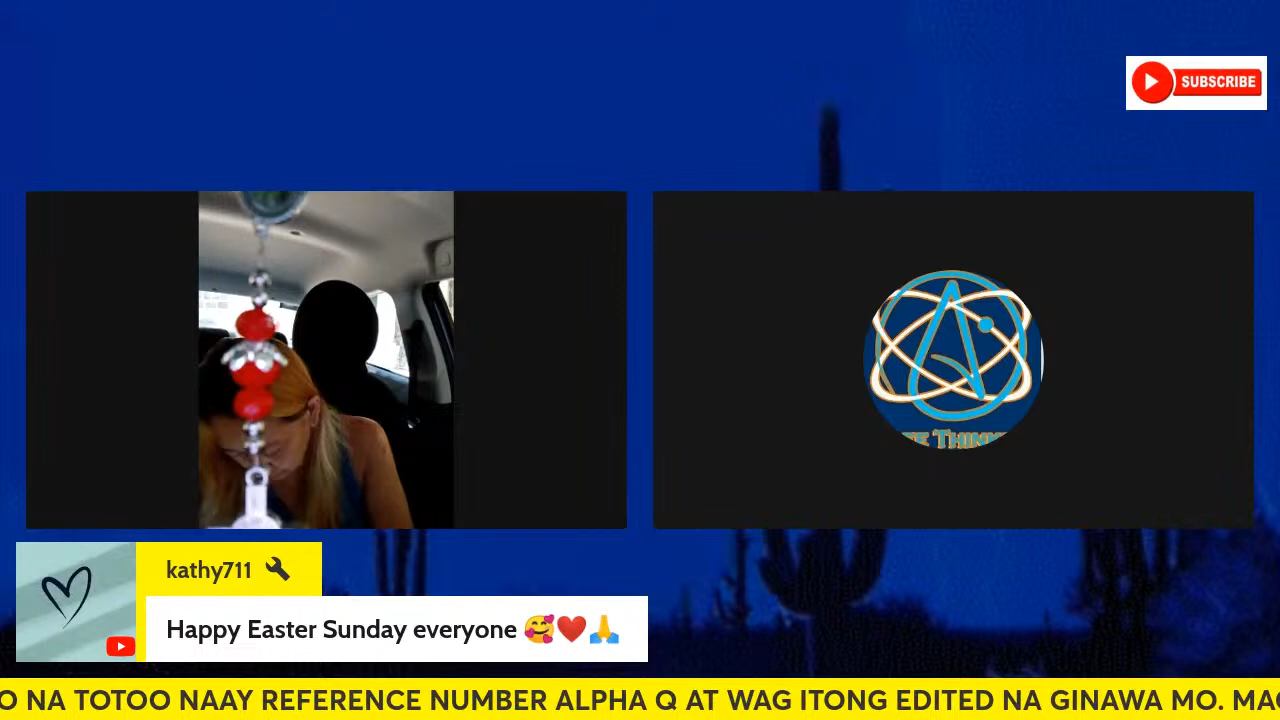 SUBSCRIBE
kathy711
Happy Easter Sunday everyone 🥰❤️🙏
O NA TOTOO NAAY REFERENCE NUMBER ALPHA Q AT WAG ITONG EDITED NA GINAWA MO. MA